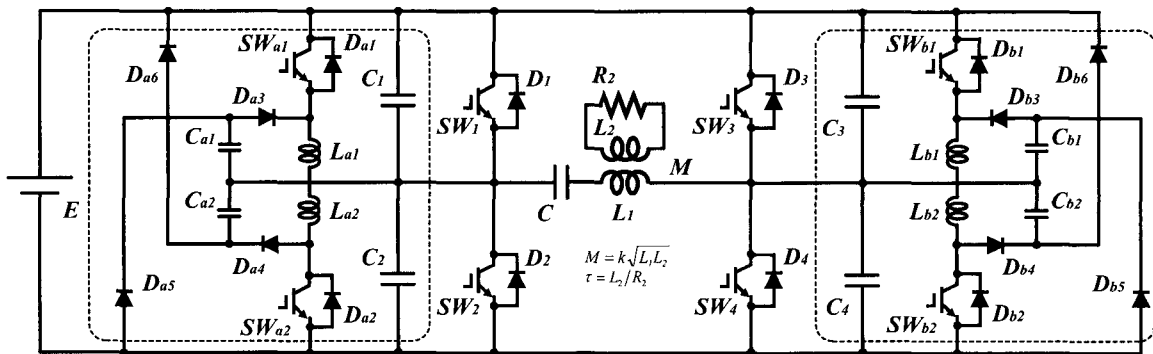 SWa1
Da1
C1
Da6
Da3
Ca1
La1
E
Ca2
La2
Da4
C2
Da5
SWa2
Da2
D1
SW1
R2
L2
M
C
L1
D2
SW2
M = k√L1L2
τ = L2/R2
D3
SW3
D4
SW4
C3
C4
SWb1
Db1
Db6
Db3
Lb1
Cb1
Lb2
Cb2
Db4
Db5
SWb2
Db2